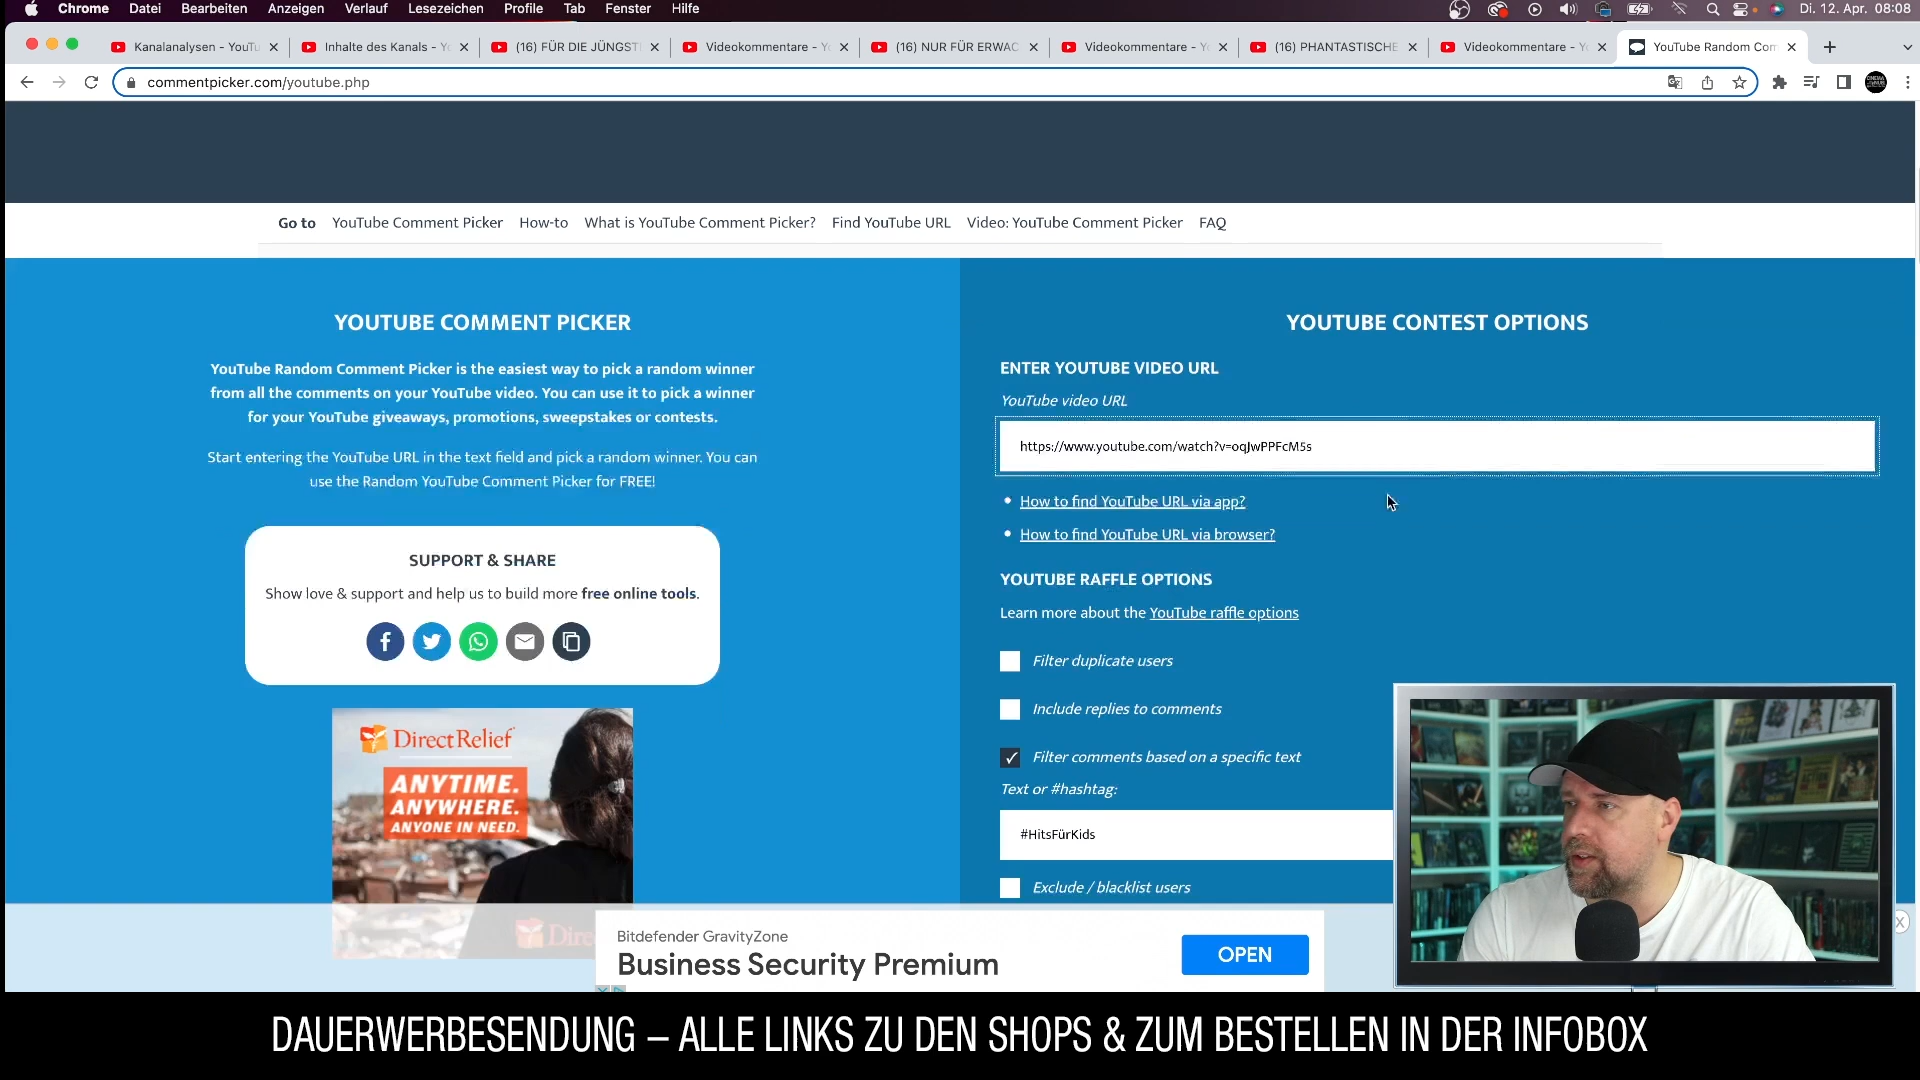 Chrome Datei Bearbeiten Anzeigen Verlauf Lesezeichen Profile Tab Fenster Hilfe Di. 12. Apr. 08:08
Kanalanalysen - YouTu Inhalte des Kanals - Yo (16) FÜR DIE JÜNGST Videokommentare - Yo (16) NUR FÜR ERWAC Videokommentare - Yo (16) PHANTASTISCHE Videokommentare - Yo YouTube Random Com
commentpicker.com/youtube.php
Go to YouTube Comment Picker How-to What is YouTube Comment Picker? Find YouTube URL Video: YouTube Comment Picker FAQ
YOUTUBE COMMENT PICKER
YouTube Random Comment Picker is the easiest way to pick a random winner
from all the comments on your YouTube video. You can use it to pick a winner
for your YouTube giveaways, promotions, sweepstakes or contests.
Start entering the YouTube URL in the text field and pick a random winner. You can
use the Random YouTube Comment Picker for FREE!
SUPPORT & SHARE
Show love & support and help us to build more free online tools.
DirectRelief
ANYTIME.
ANYWHERE.
ANYONE IN NEED.
YOUTUBE CONTEST OPTIONS
ENTER YOUTUBE VIDEO URL
YouTube video URL
https://www.youtube.com/watch?v=oqJwPPFcM5s
How to find YouTube URL via app?
How to find YouTube URL via browser?
YOUTUBE RAFFLE OPTIONS
Learn more about the YouTube raffle options
Filter duplicate users
Include replies to comments
Filter comments based on a specific text
Text or #hashtag:
#HitsFürKids
Exclude / blacklist users
Bitdefender GravityZone
Business Security Premium
OPEN
DAUERWERBESENDUNG – ALLE LINKS ZU DEN SHOPS & ZUM BESTELLEN IN DER INFOBOX